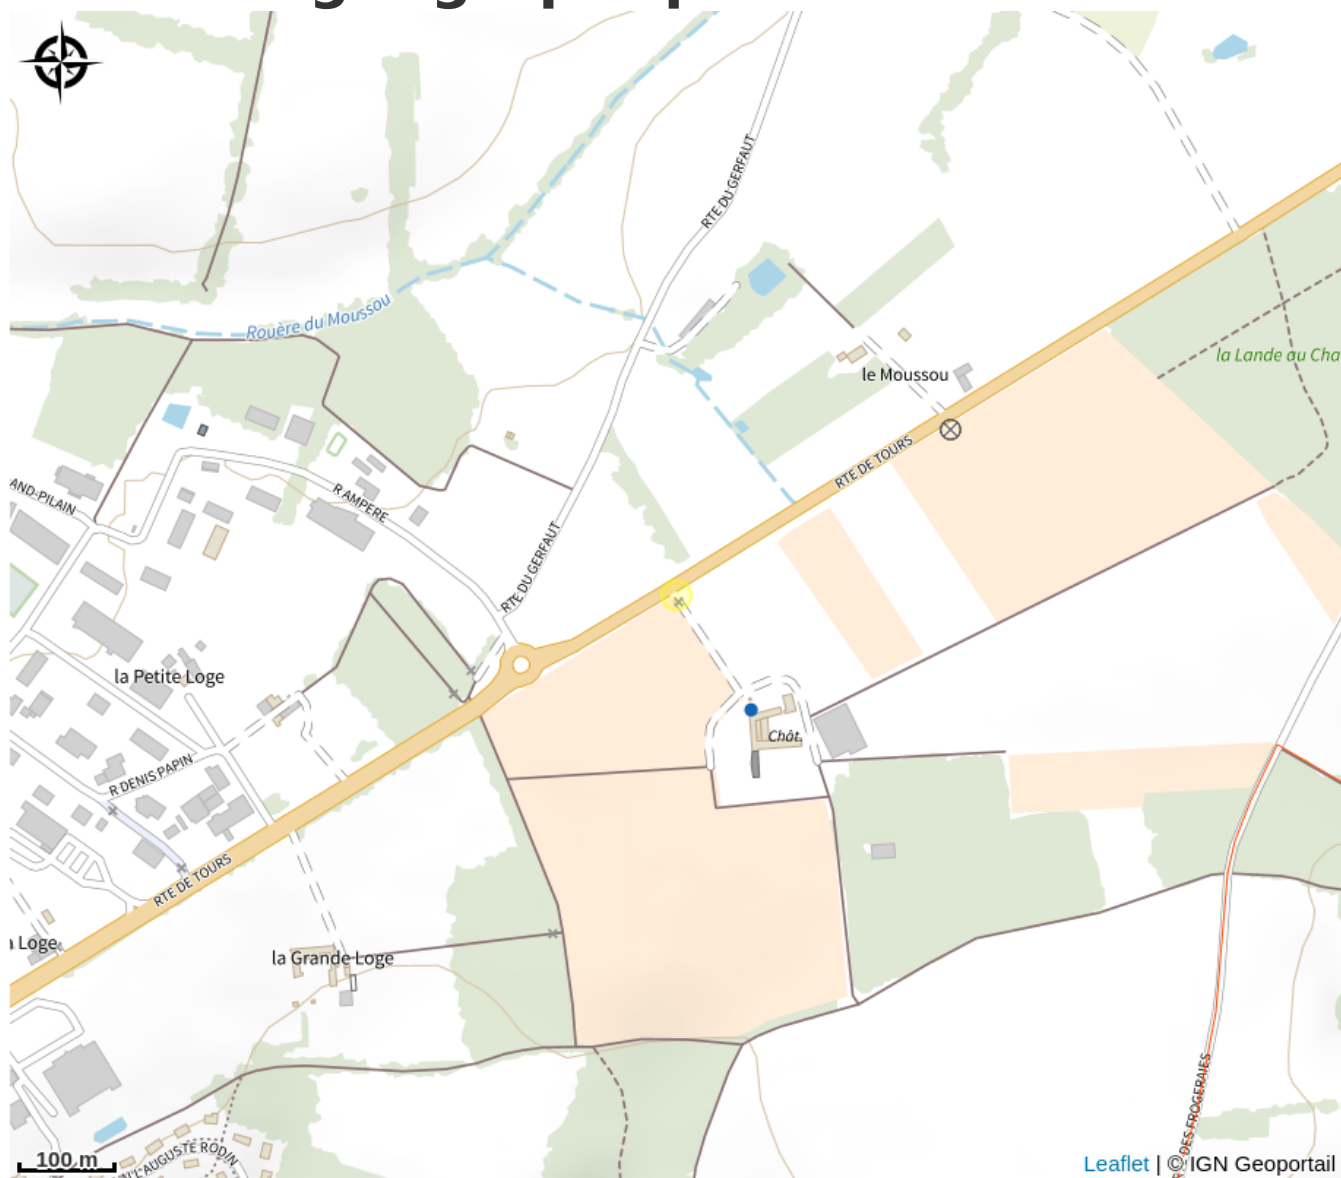 RTE DU GERFAUT
Rouère du Moussou
la Lande au Cha
le Moussou
RTE DE TOURS
AND-PILAIN
R AMPERE
RTE DU GERFAUT
la Petite Loge
Chât.
R DENIS PAPIN
RTE DE TOURS
a Loge
la Grande Loge
DES FROGERAIES
L'AUGUSTE RODIN
100 m
Leaflet | © IGN Geoportail